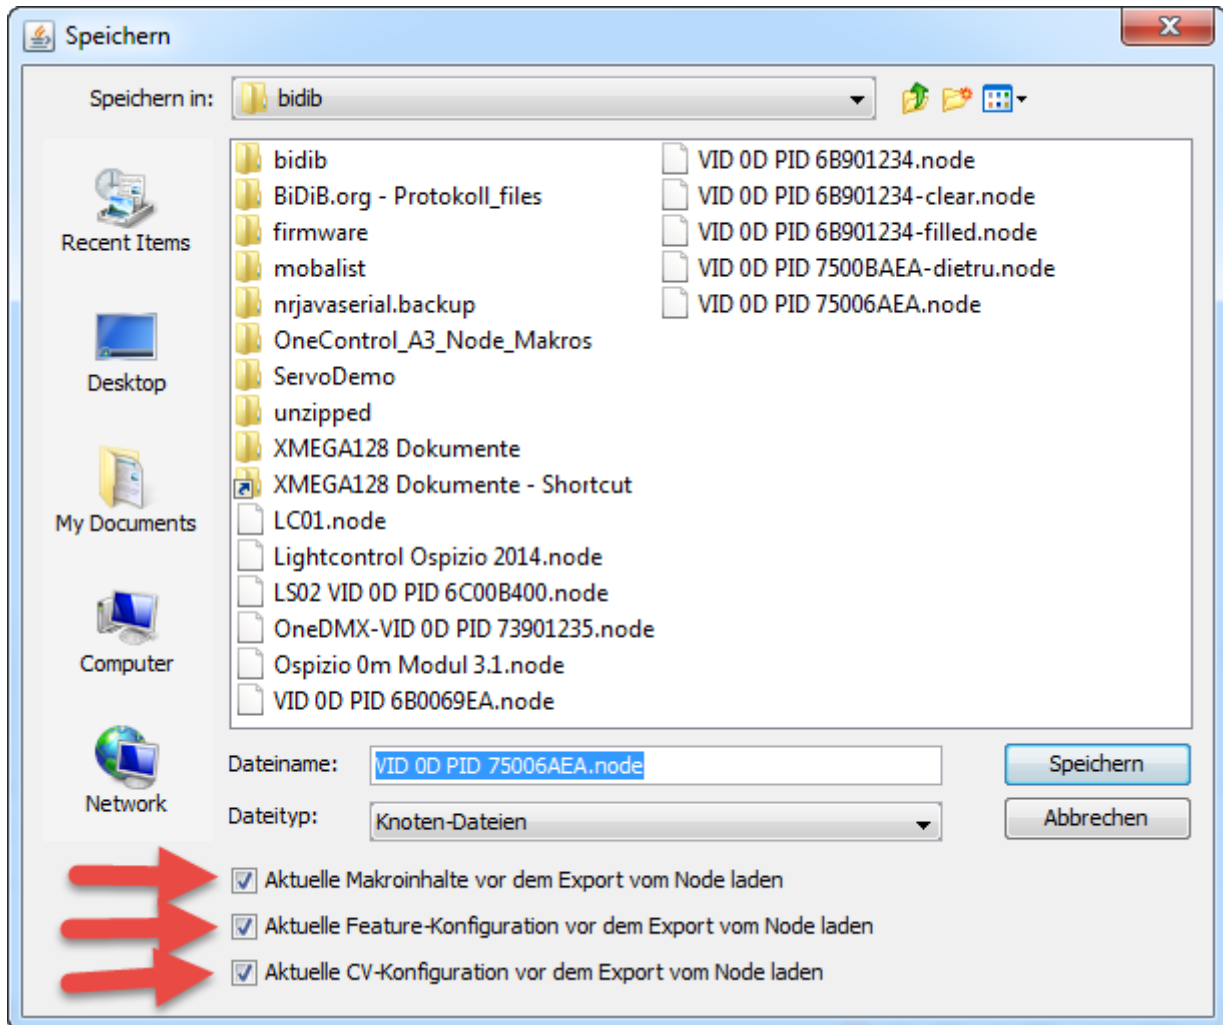 Speichern
Speichern in:
bidib
Recent Items
Desktop
My Documents
Computer
Network
bidib
BiDiB.org - Protokoll_files
firmware
mobalist
nrjavaserial.backup
OneControl_A3_Node_Makros
ServoDemo
unzipped
XMEGA128 Dokumente
XMEGA128 Dokumente - Shortcut
LC01.node
Lightcontrol Ospizio 2014.node
LS02 VID 0D PID 6C00B400.node
OneDMX-VID 0D PID 73901235.node
Ospizio 0m Modul 3.1.node
VID 0D PID 6B0069EA.node
VID 0D PID 6B901234.node
VID 0D PID 6B901234-clear.node
VID 0D PID 6B901234-filled.node
VID 0D PID 7500BAEA-dietru.node
VID 0D PID 75006AEA.node
Dateiname:
VID 0D PID 75006AEA.node
Speichern
Dateityp:
Knoten-Dateien
Abbrechen
Aktuelle Makroinhalte vor dem Export vom Node laden
Aktuelle Feature-Konfiguration vor dem Export vom Node laden
Aktuelle CV-Konfiguration vor dem Export vom Node laden